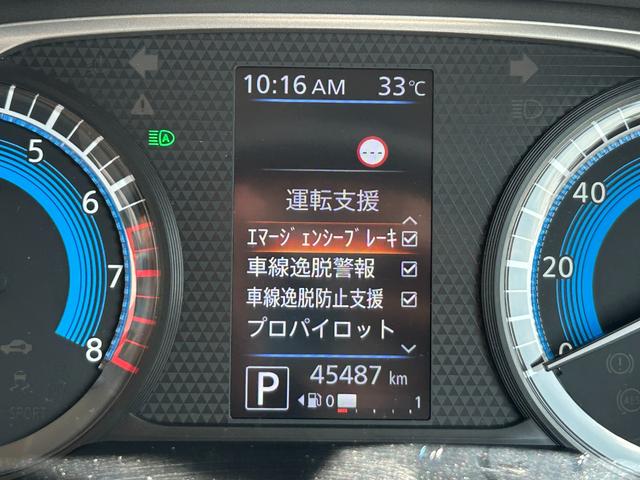 10:16 AM 33℃
---
運転支援
ｴﾏｰｼﾞｪﾝｼｰﾌﾞﾚｰｷ
車線逸脱警報
車線逸脱防止支援
プロパイロット
P 45487 km
0 1
5
6
7
8
SPORT
A
40
20
0